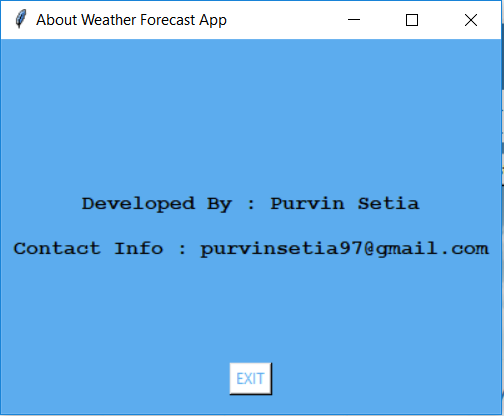 About Weather Forecast App
Developed By : Purvin Setia
Contact Info : purvinsetia97@gmail.com
EXIT